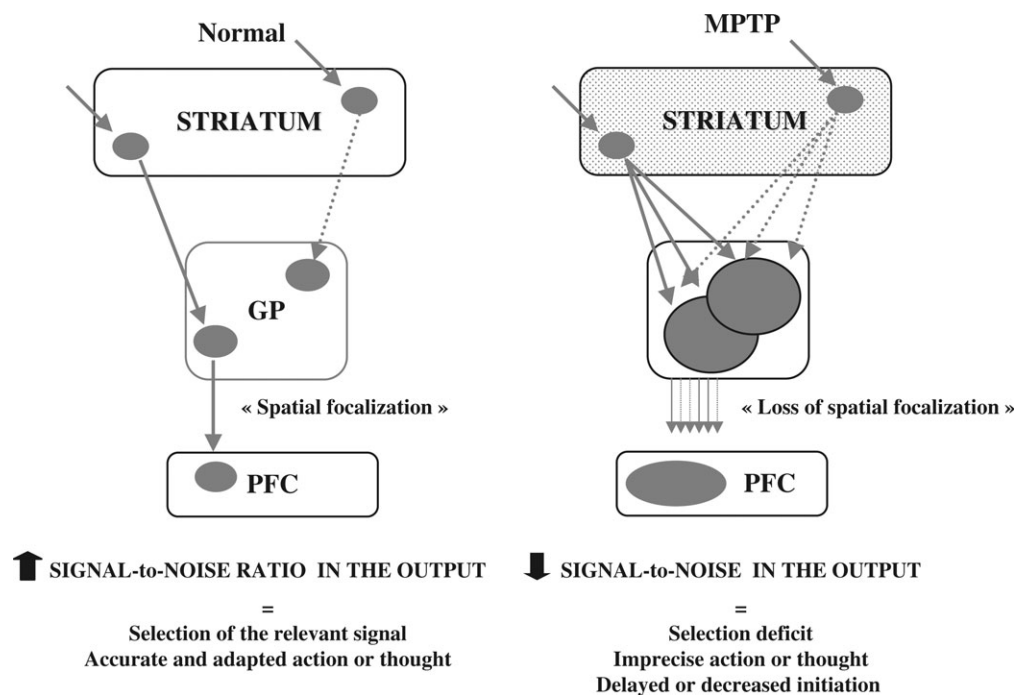 Normal
STRIATUM
GP
« Spatial focalization »
PFC
SIGNAL-to-NOISE RATIO IN THE OUTPUT
=
Selection of the relevant signal
Accurate and adapted action or thought
MPTP
STRIATUM
« Loss of spatial focalization »
PFC
SIGNAL-to-NOISE IN THE OUTPUT
=
Selection deficit
Imprecise action or thought
Delayed or decreased initiation